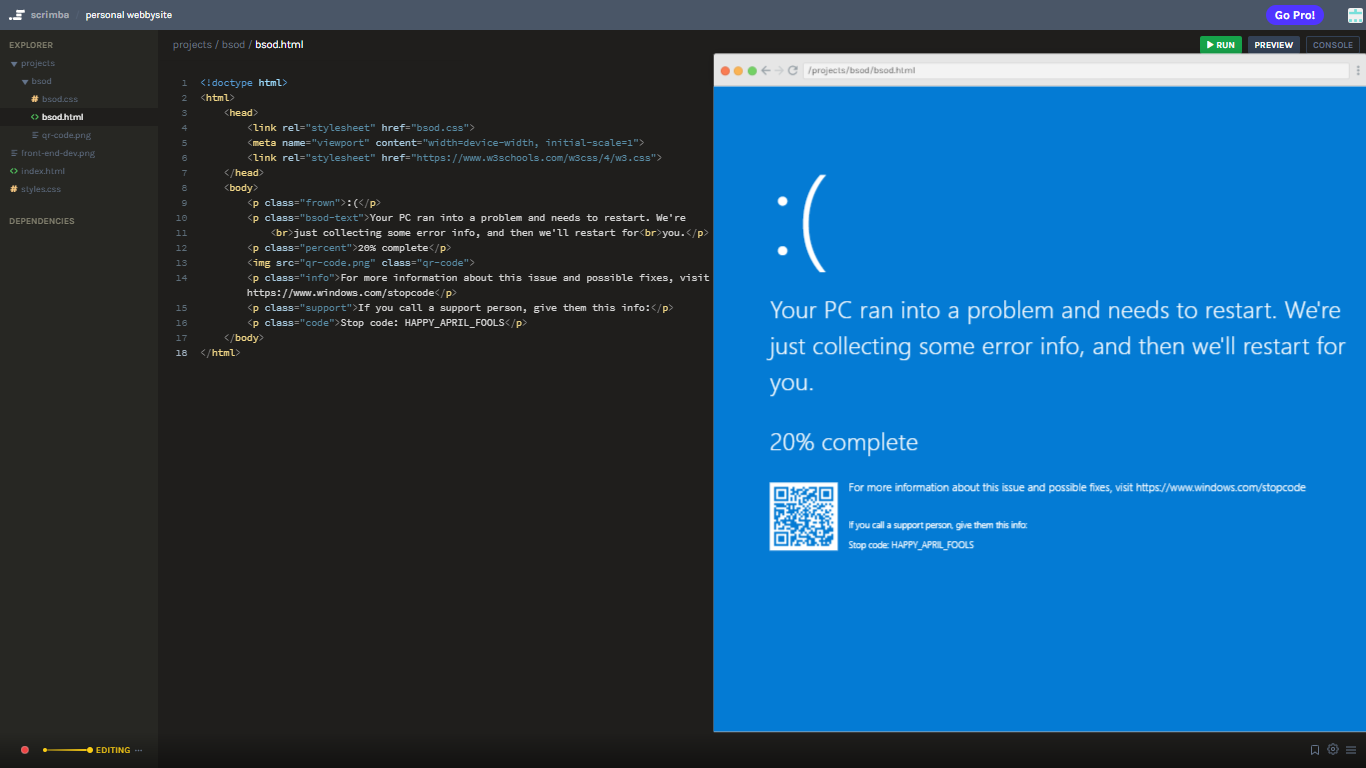 scrimba / personal webbysite
Go Pro!
EXPLORER
projects
bsod
# bsod.css
<> bsod.html
qr-code.png
front-end-dev.png
<> index.html
# styles.css
DEPENDENCIES
projects / bsod / bsod.html
RUN
PREVIEW
CONSOLE
1 <!doctype html>
2 <html>
3 <head>
4 <link rel="stylesheet" href="bsod.css">
5 <meta name="viewport" content="width=device-width, initial-scale=1">
6 <link rel="stylesheet" href="https://www.w3schools.com/w3css/4/w3.css">
7 </head>
8 <body>
9 <p class="frown">:(</p>
10 <p class="bsod-text">Your PC ran into a problem and needs to restart. We're
11 <br>just collecting some error info, and then we'll restart for<br>you.</p>
12 <p class="percent">20% complete</p>
13 <img src="qr-code.png" class="qr-code">
14 <p class="info">For more information about this issue and possible fixes, visit
https://www.windows.com/stopcode</p>
15 <p class="support">If you call a support person, give them this info:</p>
16 <p class="code">Stop code: HAPPY_APRIL_FOOLS</p>
17 </body>
18 </html>
/projects/bsod/bsod.html
:(
Your PC ran into a problem and needs to restart. We're
just collecting some error info, and then we'll restart for
you.
20% complete
For more information about this issue and possible fixes, visit https://www.windows.com/stopcode
If you call a support person, give them this info:
Stop code: HAPPY_APRIL_FOOLS
EDITING ...